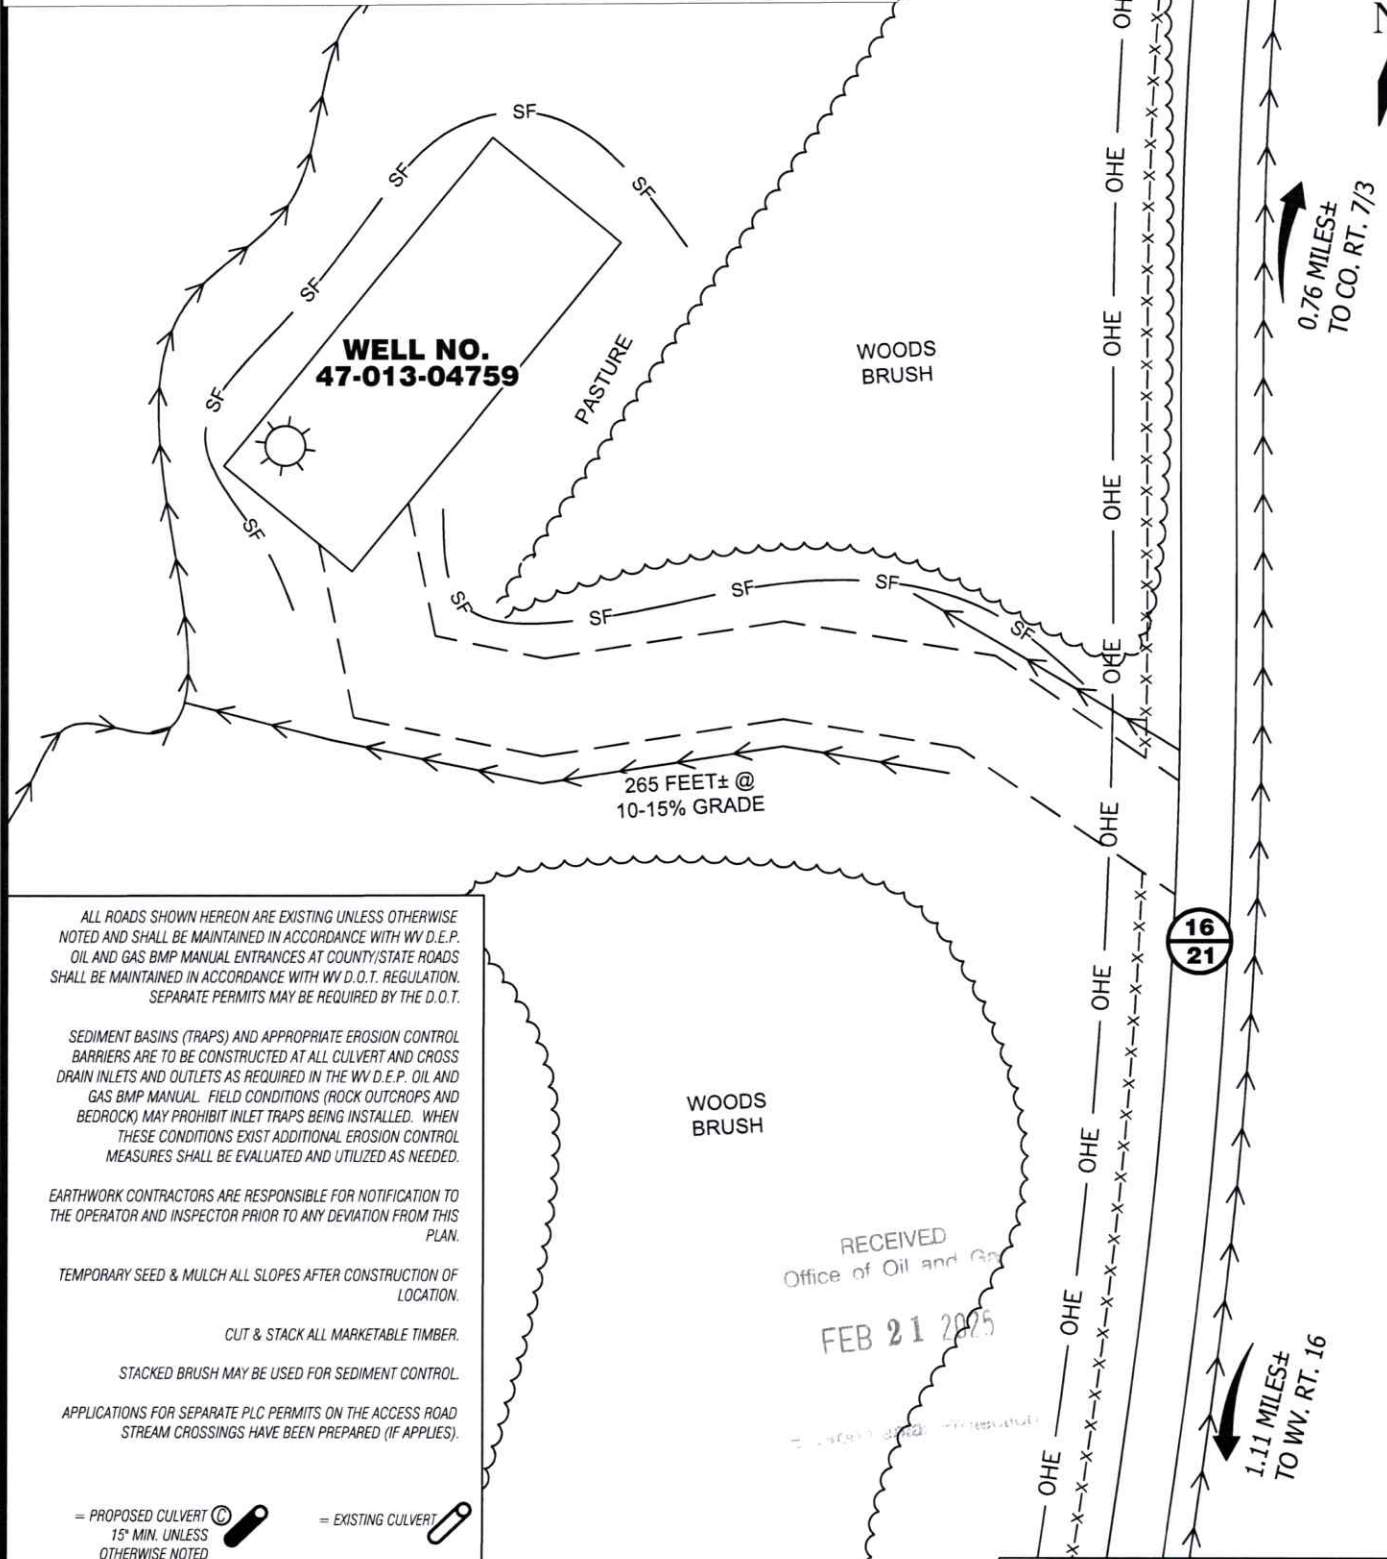 N
OHE
SF
SF
OHE
SF
0.76 MILES±
TO CO. RT. 7/3
SF
WELL NO.
47-013-04759
PASTURE
WOODS
BRUSH
OHE
SF
OHE
SF
SF
SF
SF
SF
SF
OHE
265 FEET± @
10-15% GRADE
OHE
16
21
OHE
ALL ROADS SHOWN HEREON ARE EXISTING UNLESS OTHERWISE
NOTED AND SHALL BE MAINTAINED IN ACCORDANCE WITH WV D.E.P.
OIL AND GAS BMP MANUAL ENTRANCES AT COUNTY/STATE ROADS
SHALL BE MAINTAINED IN ACCORDANCE WITH WV D.O.T. REGULATION.
SEPARATE PERMITS MAY BE REQUIRED BY THE D.O.T.
SEDIMENT BASINS (TRAPS) AND APPROPRIATE EROSION CONTROL
BARRIERS ARE TO BE CONSTRUCTED AT ALL CULVERT AND CROSS
DRAIN INLETS AND OUTLETS AS REQUIRED IN THE WV D.E.P. OIL AND
GAS BMP MANUAL. FIELD CONDITIONS (ROCK OUTCROPS AND
BEDROCK) MAY PROHIBIT INLET TRAPS BEING INSTALLED. WHEN
THESE CONDITIONS EXIST ADDITIONAL EROSION CONTROL
MEASURES SHALL BE EVALUATED AND UTILIZED AS NEEDED.
EARTHWORK CONTRACTORS ARE RESPONSIBLE FOR NOTIFICATION TO
THE OPERATOR AND INSPECTOR PRIOR TO ANY DEVIATION FROM THIS
PLAN.
TEMPORARY SEED & MULCH ALL SLOPES AFTER CONSTRUCTION OF
LOCATION.
CUT & STACK ALL MARKETABLE TIMBER.
STACKED BRUSH MAY BE USED FOR SEDIMENT CONTROL.
APPLICATIONS FOR SEPARATE PLC PERMITS ON THE ACCESS ROAD
STREAM CROSSINGS HAVE BEEN PREPARED (IF APPLIES).
= PROPOSED CULVERT ©
15" MIN. UNLESS
OTHERWISE NOTED
= EXISTING CULVERT
WOODS
BRUSH
OHE
RECEIVED
Office of Oil and
FEB 21 2025
OHE
OHE
1.11 MILES±
TO WV. RT. 16